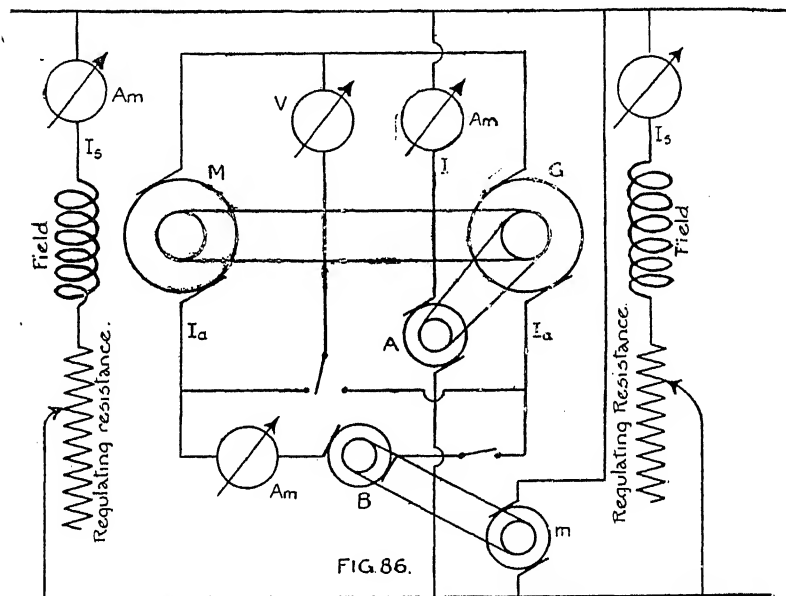 Am
V
Am
Is
M
I
G
Is
Field
Field
Ia
A
Ia
Regulating resistance.
Regulating Resistance.
Am
B
m
FIG. 86.